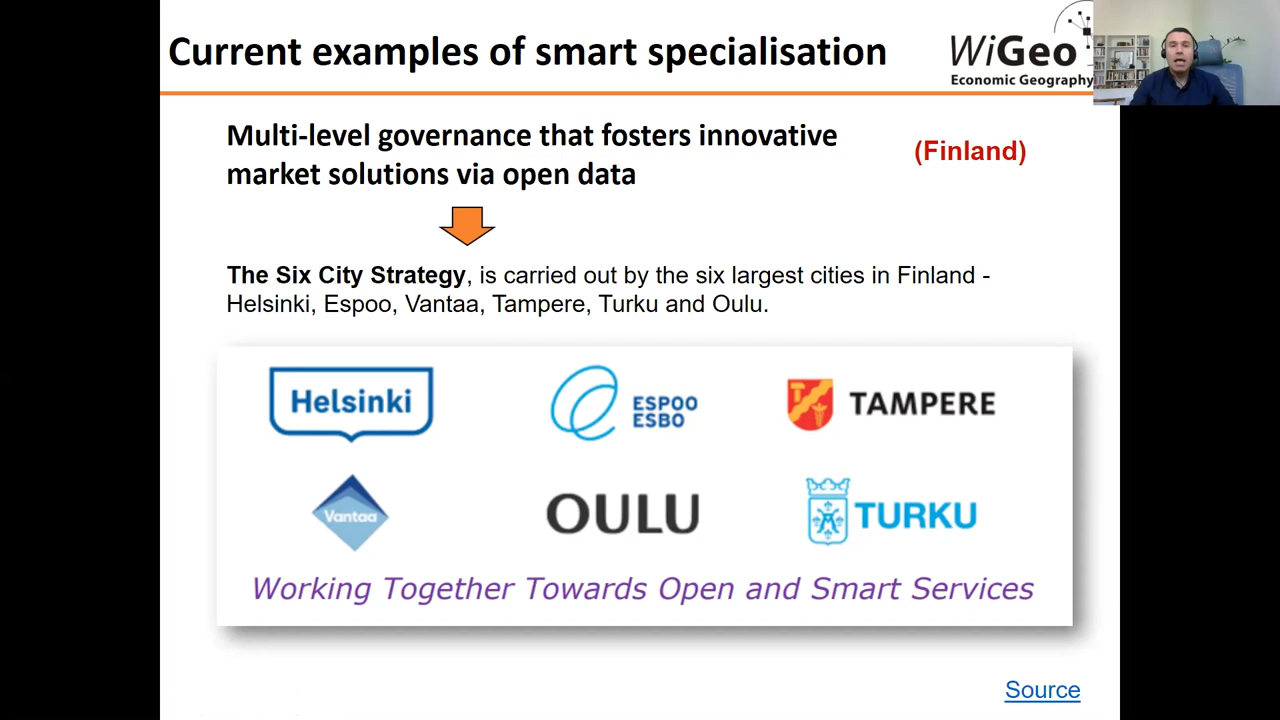 Current examples of smart specialisation
WiGeo
Economic Geography
Multi-level governance that fosters innovative
market solutions via open data
(Finland)
The Six City Strategy, is carried out by the six largest cities in Finland -
Helsinki, Espoo, Vantaa, Tampere, Turku and Oulu.
Helsinki
ESPOO
ESBO
TAMPERE
Vantaa
OULU
TURKU
Working Together Towards Open and Smart Services
Source